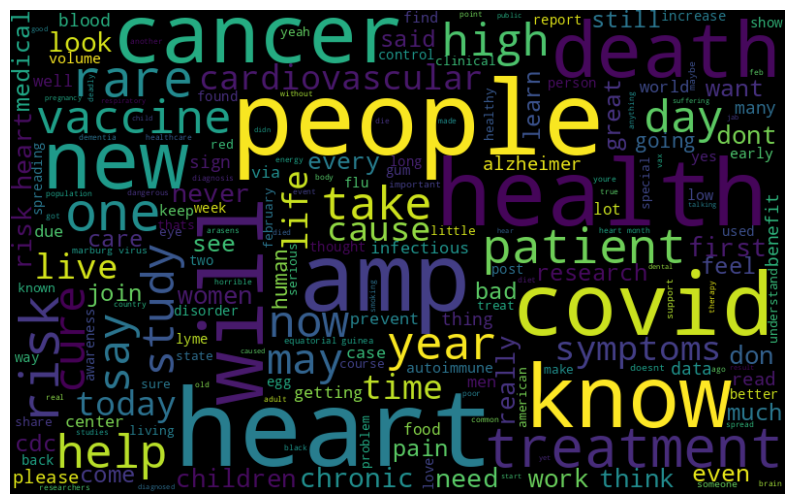 blood
yeah
cancer
high
find
report
still
increase
point
public
show
death
good
another
look
volume
said
control
clinical
medical
rare
cardiovascular
person
world
want
well
found
people
healthy
learn
great
many
vaccine
day
dont
pregnancy
deadly
respiratory
child
without
didn
die
made
suffering
anything
jan
feb
maybe
going
early
dementia
healthcare
red
sign
every
alzheimer
new
risk heart
spreading
via
flu
long
gum
energy
body
event
important
health
yes
lot
special
low
youre
true
vax
talking
population
got
dangerous
diagnosis
never
one
keep
week
thats
arasens
february
died
life
take
cause
little
hear
heart month
used
due
care
eye
see
human
serious
thought
infectious
patient
first
feel
benefit
understand
marburg virus
known
two
horrible
will
amp
post
research
dental
live
study
risk
cure
say
join
women
disorder
country
smoking
bad
treat
diet
support
therapy
covid
way
awareness
lyme
now
prevent
thing
year
symptoms
don
state
caused
equatorial guinea
may
case
course
autoimmune
really
american
make
doesnt
ago
result
data
read
better
share
real
sure
old
egg
getting
time
men
know
much
today
heart
cdc
center
living
adult
food
poor
problem
pain
love
common
treatment
spread
help
please
come
back
studies
researchers
diagnosed
children
black
chronic
need
start
work
yet
think
even
someone
brain